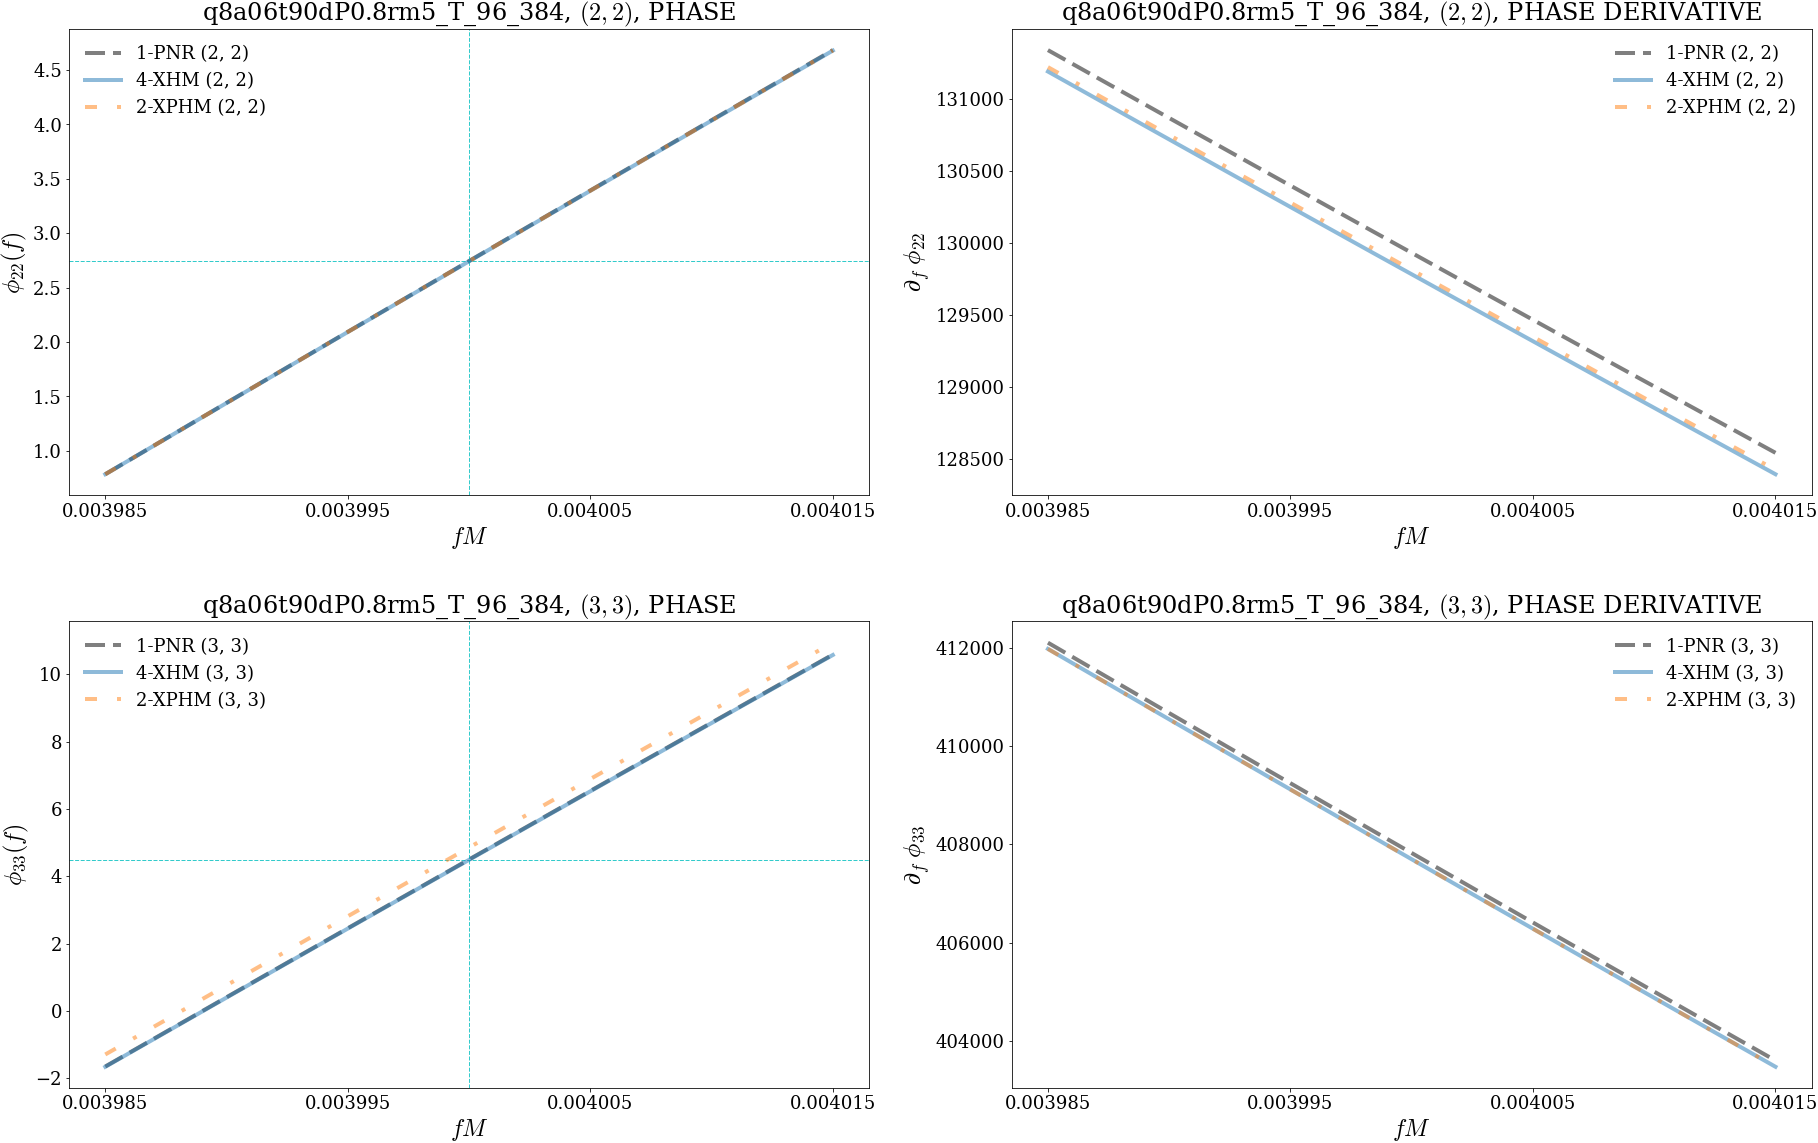 q8a06t90dP0.8rm5_T_96_384, (2, 2), PHASE
1-PNR (2, 2)
4-XHM (2, 2)
2-XPHM (2, 2)
4.5
4.0
3.5
3.0
2.5
2.0
1.5
1.0
ϕ22(f)
0.003985
0.003995
0.004005
0.004015
fM
q8a06t90dP0.8rm5_T_96_384, (2, 2), PHASE DERIVATIVE
1-PNR (2, 2)
4-XHM (2, 2)
2-XPHM (2, 2)
131000
130500
130000
129500
129000
128500
∂f ϕ22
0.003985
0.003995
0.004005
0.004015
fM
q8a06t90dP0.8rm5_T_96_384, (3, 3), PHASE
1-PNR (3, 3)
4-XHM (3, 3)
2-XPHM (3, 3)
10
8
6
4
2
0
−2
ϕ33(f)
0.003985
0.003995
0.004005
0.004015
fM
q8a06t90dP0.8rm5_T_96_384, (3, 3), PHASE DERIVATIVE
1-PNR (3, 3)
4-XHM (3, 3)
2-XPHM (3, 3)
412000
410000
408000
406000
404000
∂f ϕ33
0.003985
0.003995
0.004005
0.004015
fM